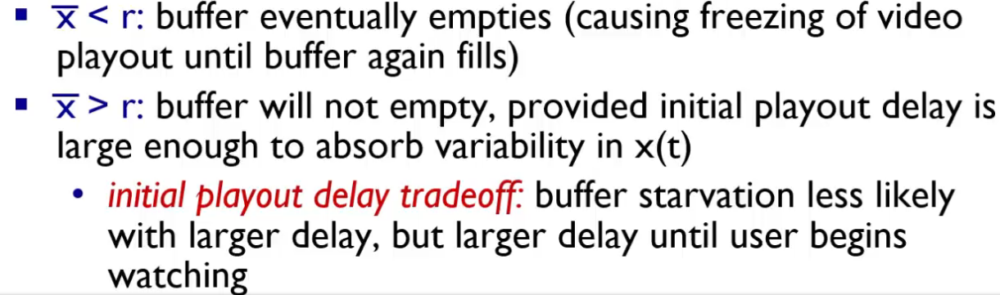 ▪ x̅ < r: buffer eventually empties (causing freezing of video
playout until buffer again fills)
▪ x̅ > r: buffer will not empty, provided initial playout delay is
large enough to absorb variability in x(t)
• initial playout delay tradeoff: buffer starvation less likely
with larger delay, but larger delay until user begins
watching